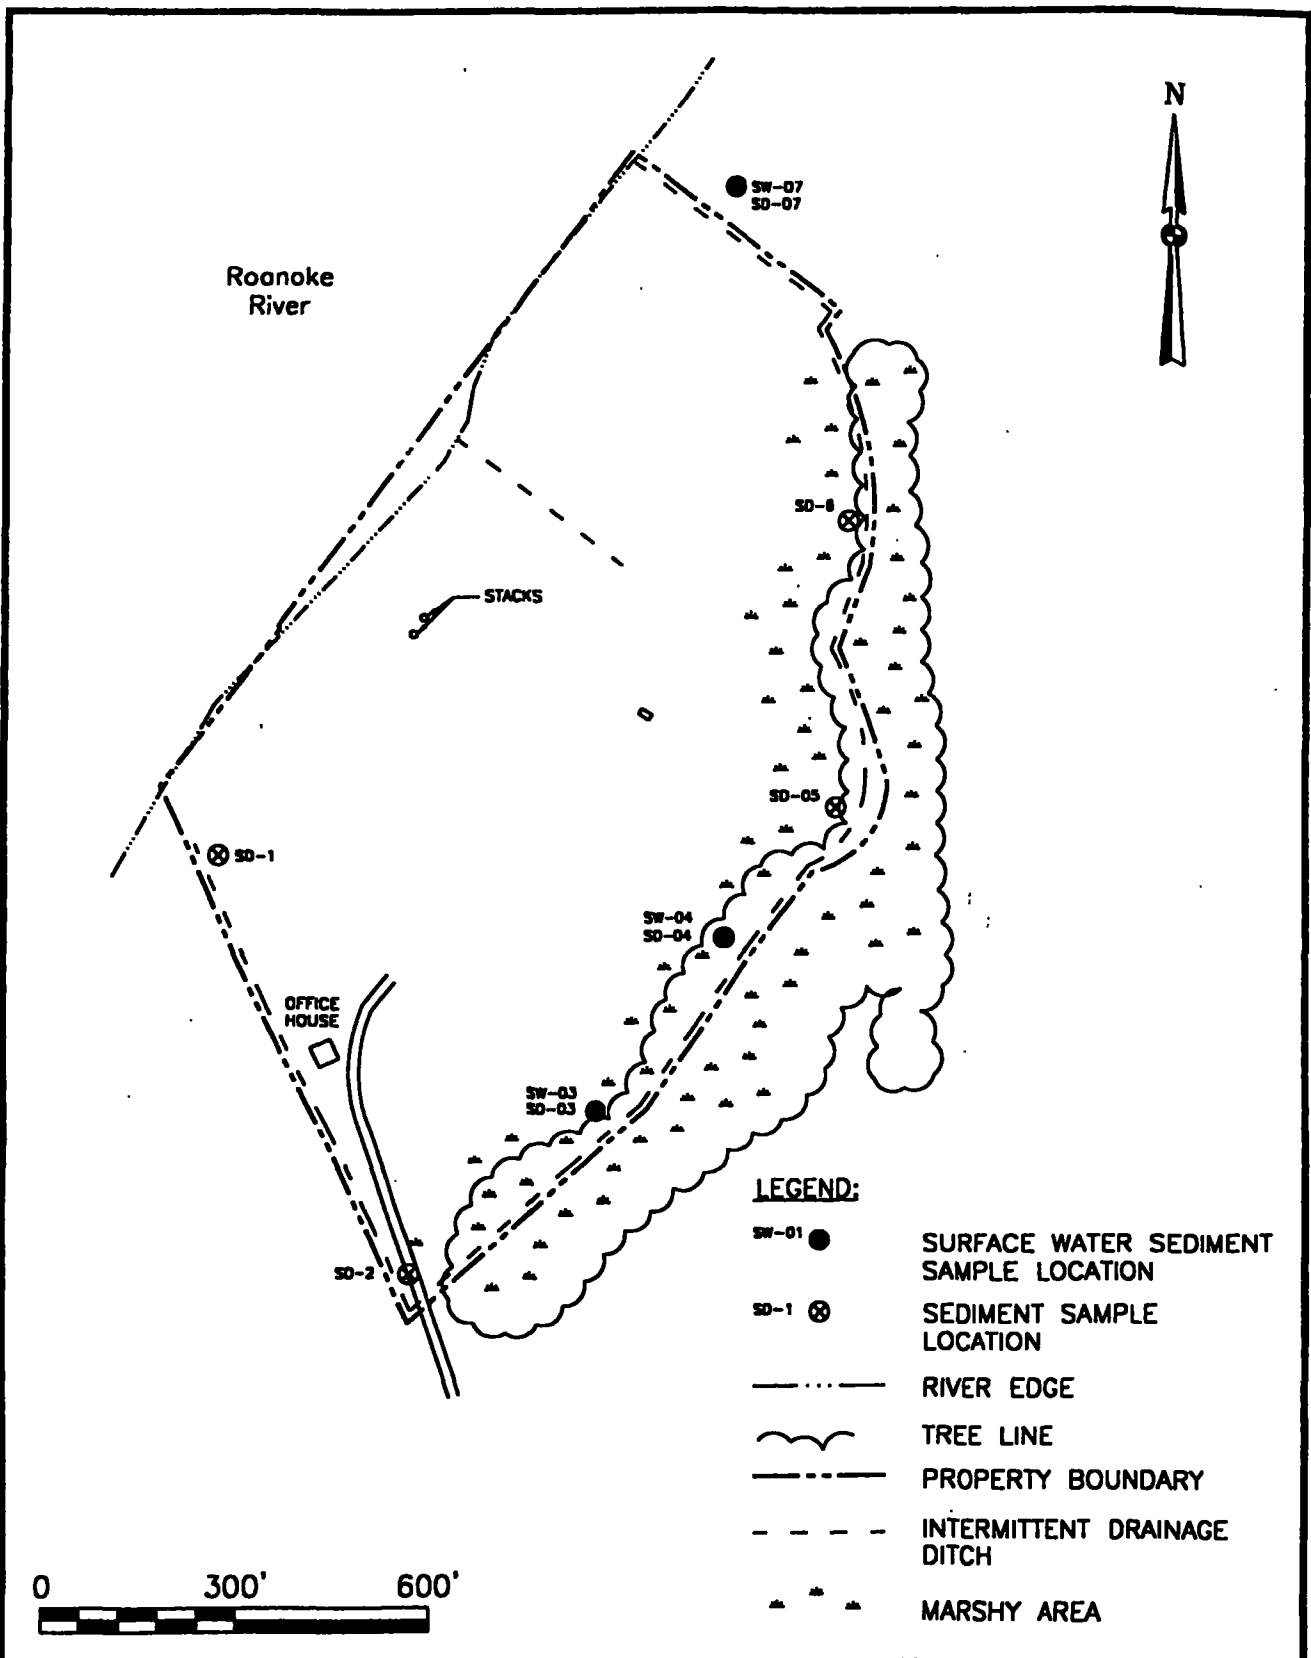 N
SW-07
SD-07
Roanoke
River
SD-6
STACKS
SD-05
SD-1
SW-04
SD-04
OFFICE
HOUSE
SW-03
SD-03
SD-2
LEGEND:
SW-01
SURFACE WATER SEDIMENT
SAMPLE LOCATION
SD-1
SEDIMENT SAMPLE
LOCATION
RIVER EDGE
TREE LINE
PROPERTY BOUNDARY
INTERMITTENT DRAINAGE
DITCH
MARSHY AREA
0 300' 600'